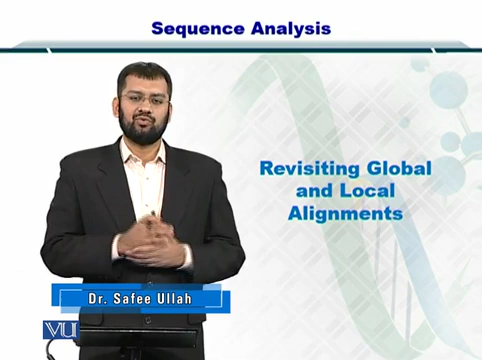 Sequence Analysis
Revisiting Global
and Local
Alignments
Dr. Safee Ullah
VU